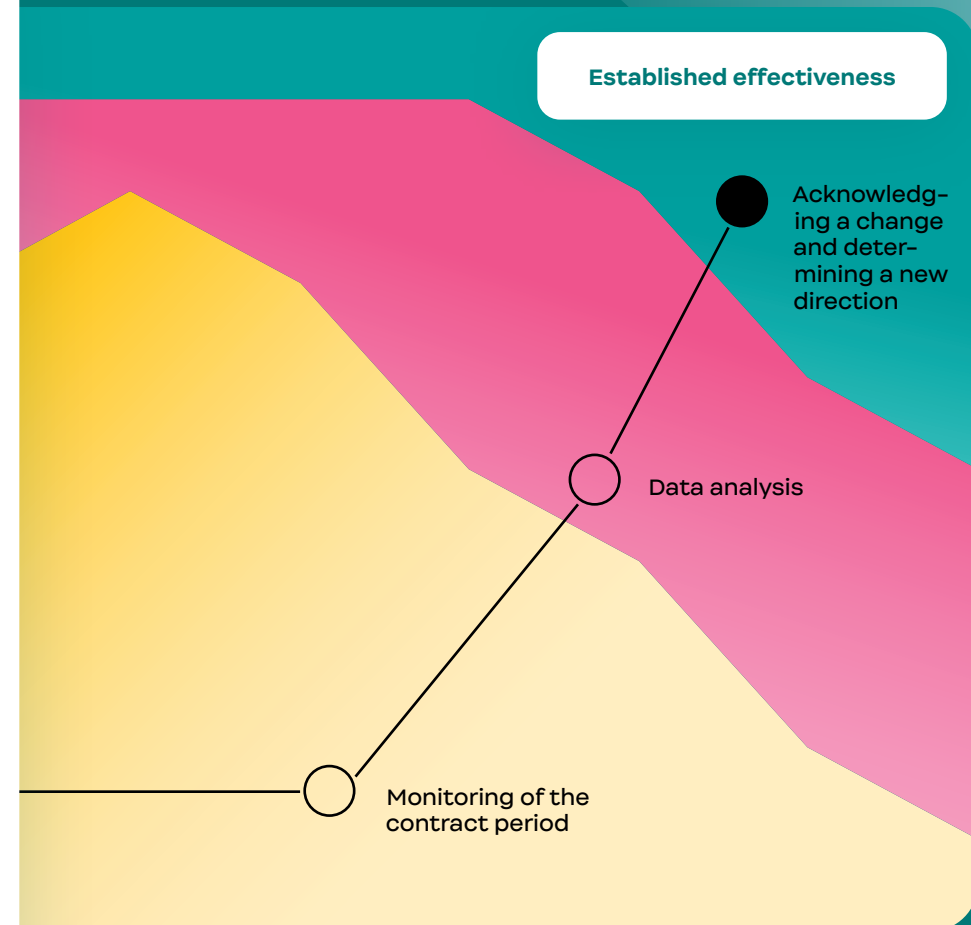 Established effectiveness
Acknowledg-
ing a change
and deter-
mining a new
direction
Data analysis
Monitoring of the
contract period